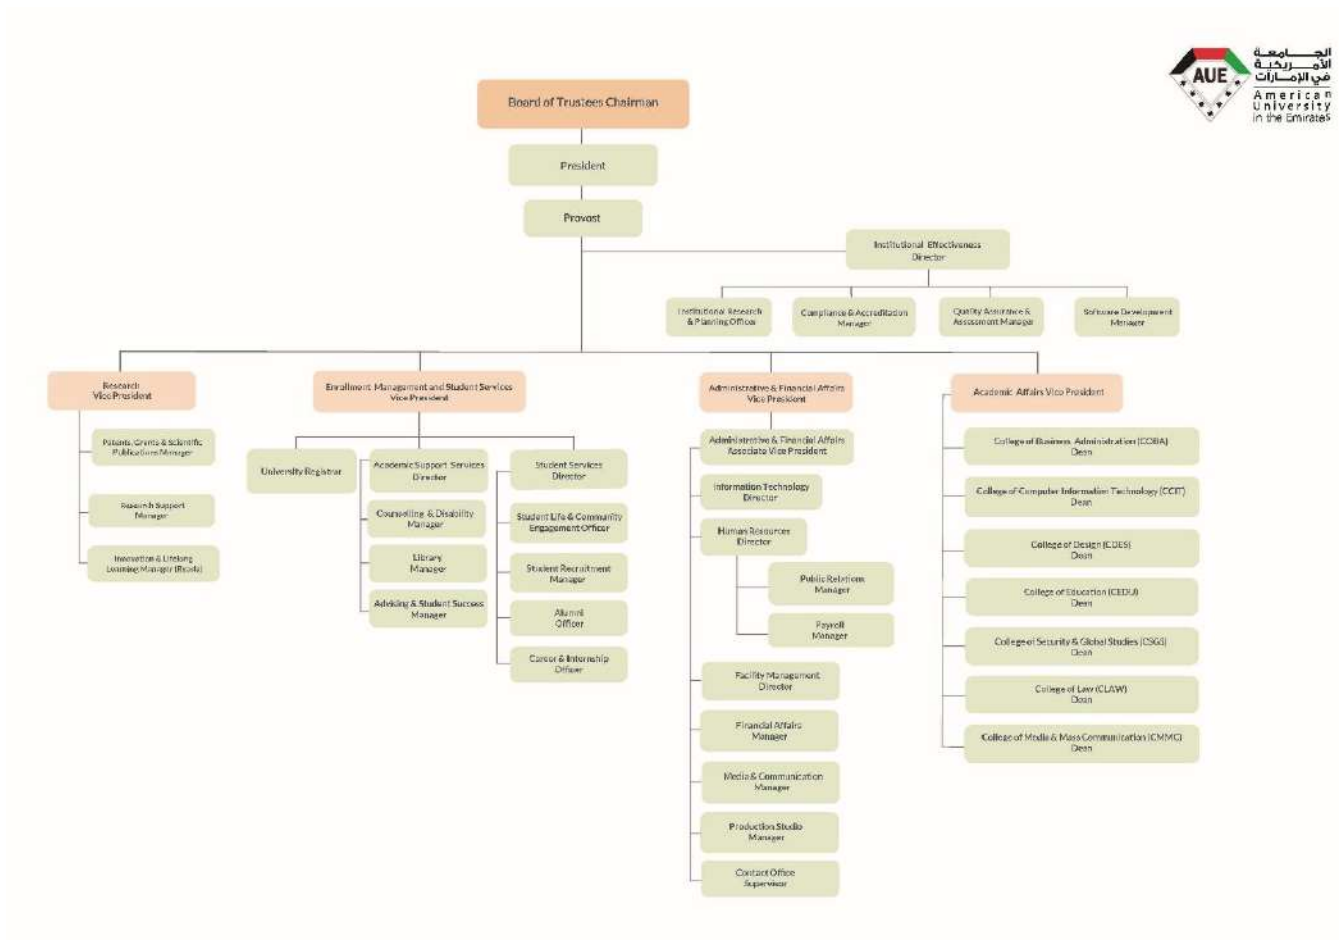 الجامعة
الأمريكية
في الإمارات
AUE
American
University
in the Emirates
Board of Trustees Chairman
President
Provost
Institutional Effectiveness
Director
Institutional Research
& Planning Officer
Compliance & Accreditation
Manager
Quality Assurance &
Assessment Manager
Software Development
Manager
Research
Vice President
Patents, Grants & Scientific
Publications Manager
Research Support
Manager
Innovation & Lifelong
Learning Manager
Enrollment Management and Student Services
Vice President
University Registrar
Academic Support Services
Director
Counselling & Disability
Manager
Library
Manager
Advising & Student Success
Manager
Student Services
Director
Student Life & Community
Engagement Officer
Student Recruitment
Manager
Alumni
Officer
Career & Internship
Officer
Administrative & Financial Affairs
Vice President
Administrative & Financial Affairs
Associate Vice President
Information Technology
Director
Human Resources
Director
Public Relations
Manager
Payroll
Manager
Facility Management
Director
Financial Affairs
Manager
Media & Communication
Manager
Production Studio
Manager
Contact Office
Supervisor
Academic Affairs Vice President
College of Business Administration (COBA)
Dean
College of Computer Information Technology (CCIT)
Dean
College of Design (CDES)
Dean
College of Education (CEDU)
Dean
College of Security & Global Studies (CSGS)
Dean
College of Law (CLAW)
Dean
College of Media & Mass Communication (CMMC)
Dean